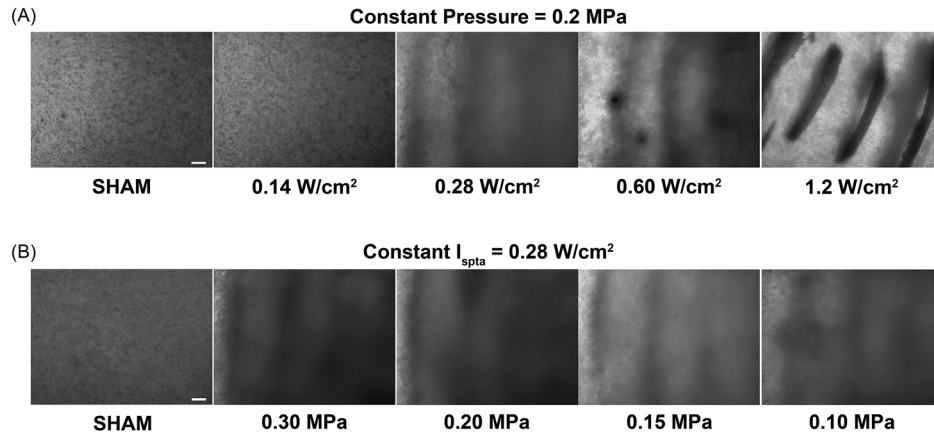 (A)
Constant Pressure = 0.2 MPa
SHAM
0.14 W/cm²
0.28 W/cm²
0.60 W/cm²
1.2 W/cm²
(B)
Constant I_spta = 0.28 W/cm²
SHAM
0.30 MPa
0.20 MPa
0.15 MPa
0.10 MPa